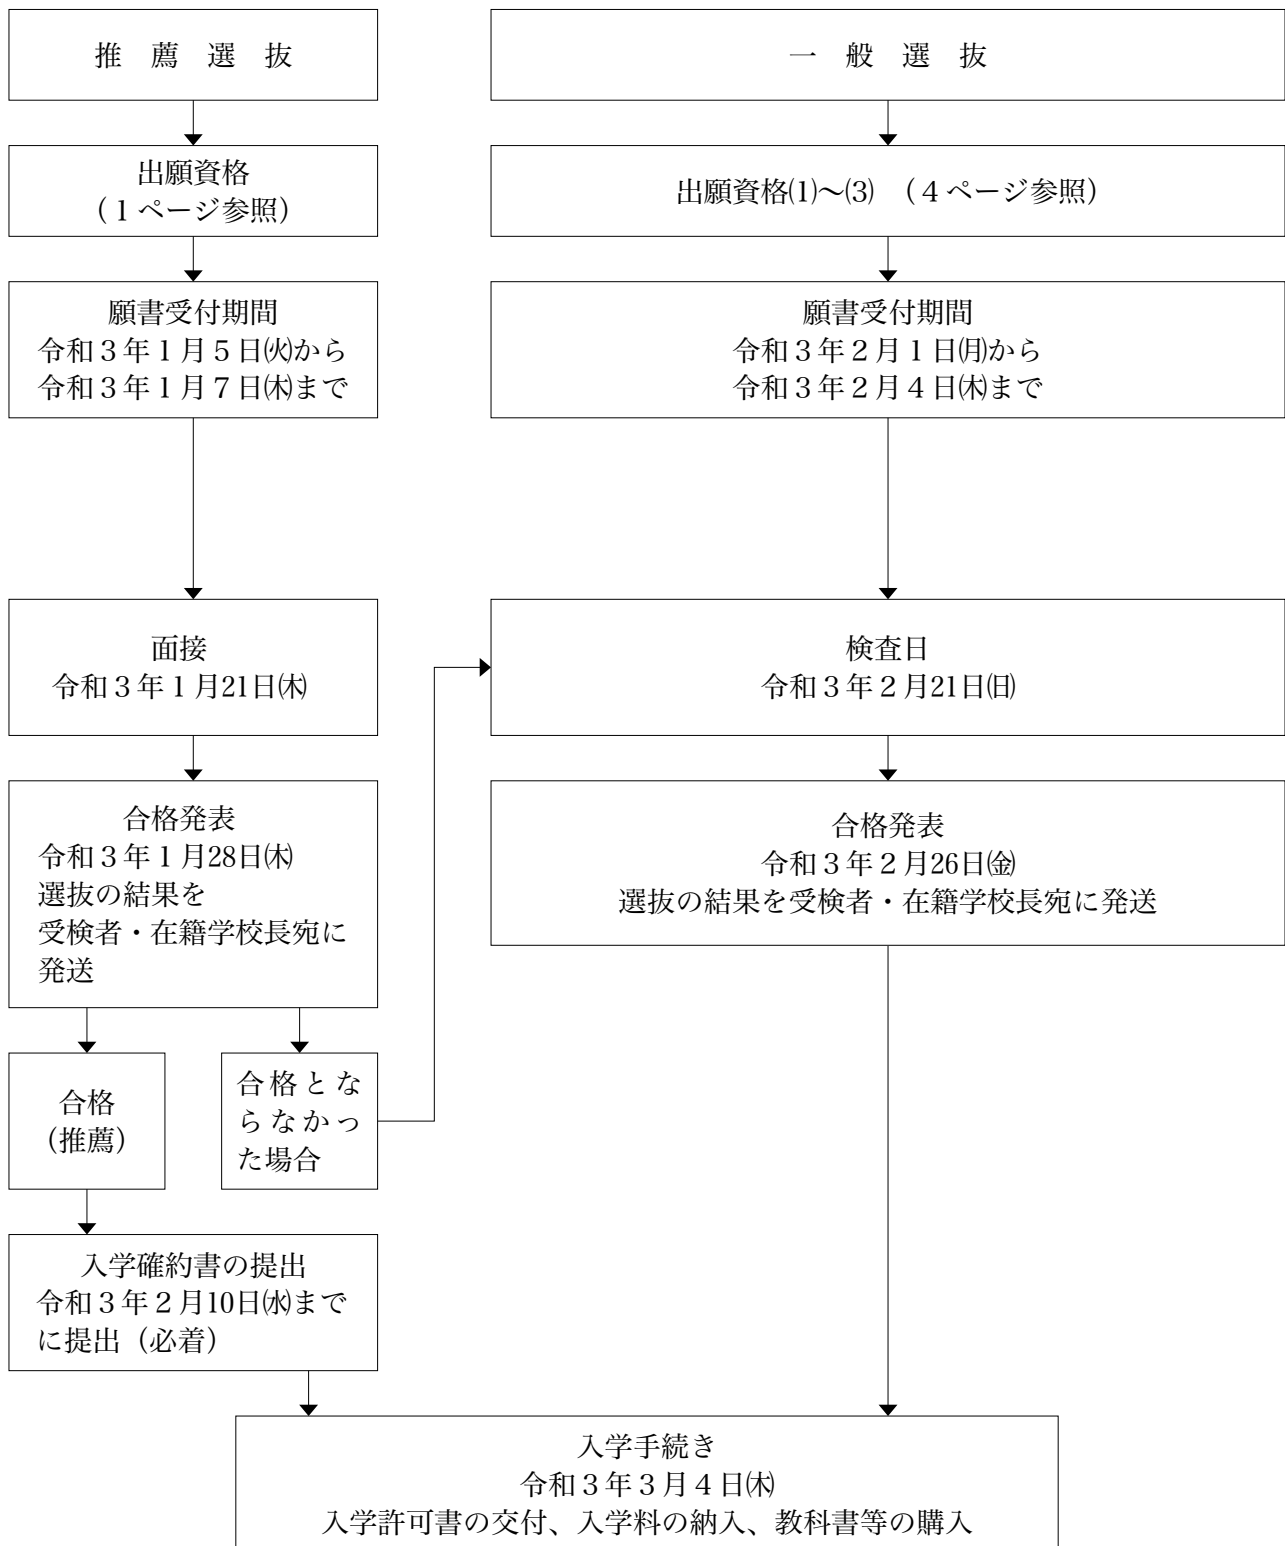 推薦選抜
出願資格
（１ページ参照）
願書受付期間
令和３年１月５日㈫から
令和３年１月７日㈭まで
面接
令和３年１月21日㈭
合格発表
令和３年１月28日㈭
選抜の結果を
受検者・在籍学校長宛に
発送
合格
（推薦）
合格とな
らなかっ
た場合
入学確約書の提出
令和３年２月10日㈬まで
に提出（必着）
一般選抜
出願資格⑴～⑶　（４ページ参照）
願書受付期間
令和３年２月１日㈪から
令和３年２月４日㈭まで
検査日
令和３年２月21日㈰
合格発表
令和３年２月26日㈮
選抜の結果を受検者・在籍学校長宛に発送
入学手続き
令和３年３月４日㈭
入学許可書の交付、入学料の納入、教科書等の購入